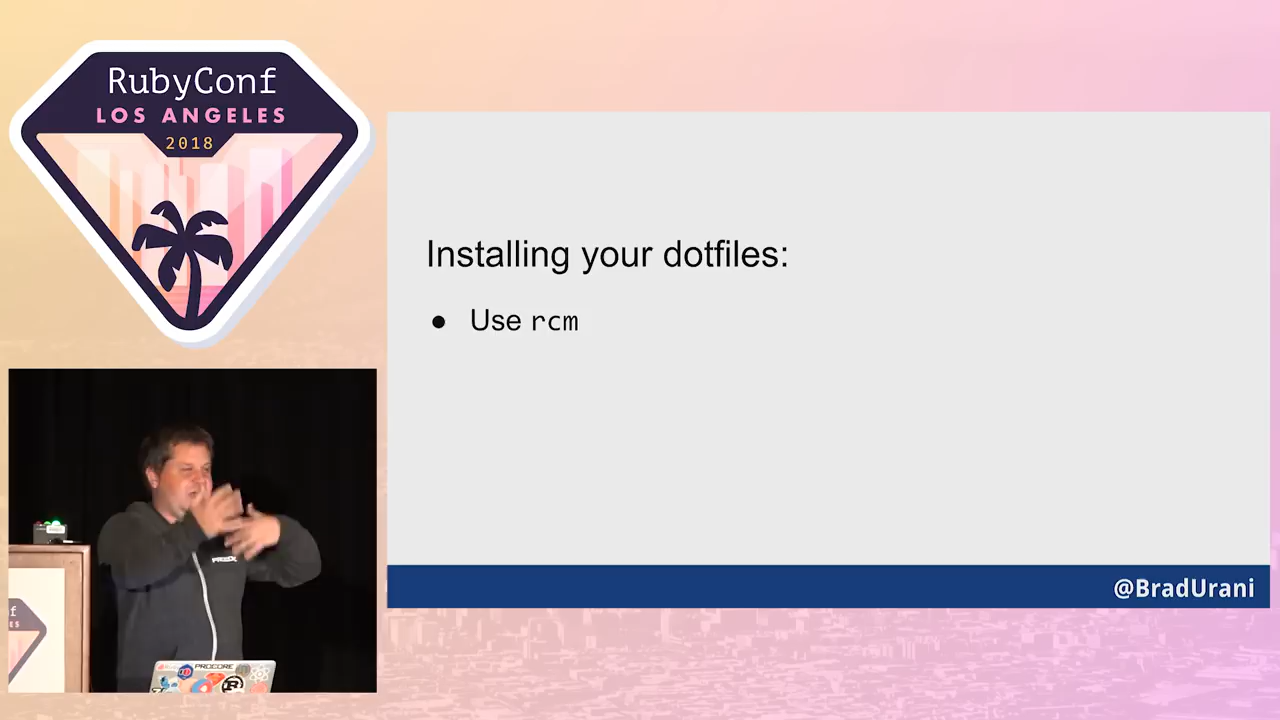 RubyConf
LOS ANGELES
2018
Installing your dotfiles:
● Use rcm
@BradUrani
PROCORE